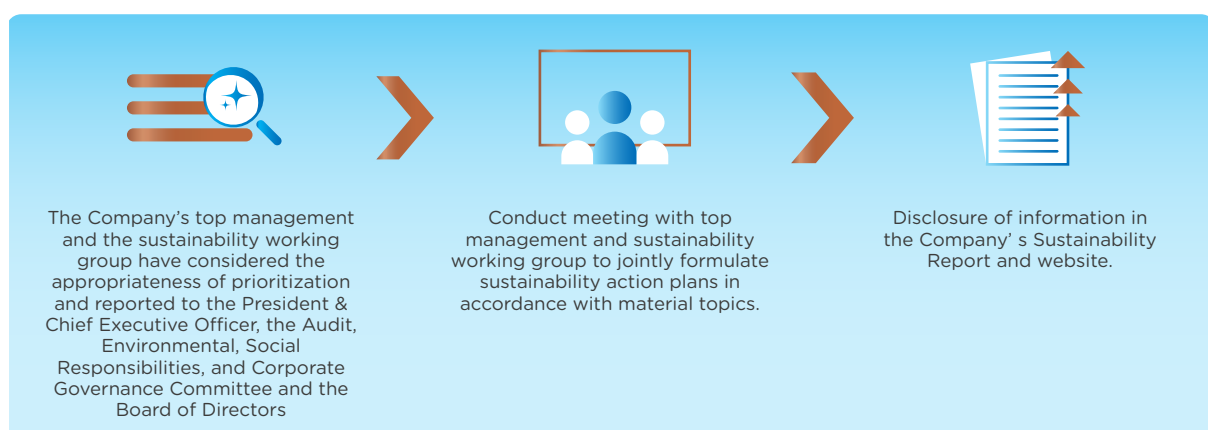 The Company's top management
and the sustainability working
group have considered the
appropriateness of prioritization
and reported to the President &
Chief Executive Officer, the Audit,
Environmental, Social
Responsibilities, and Corporate
Governance Committee and the
Board of Directors
Conduct meeting with top
management and sustainability
working group to jointly formulate
sustainability action plans in
accordance with material topics.
Disclosure of information in
the Company’ s Sustainability
Report and website.